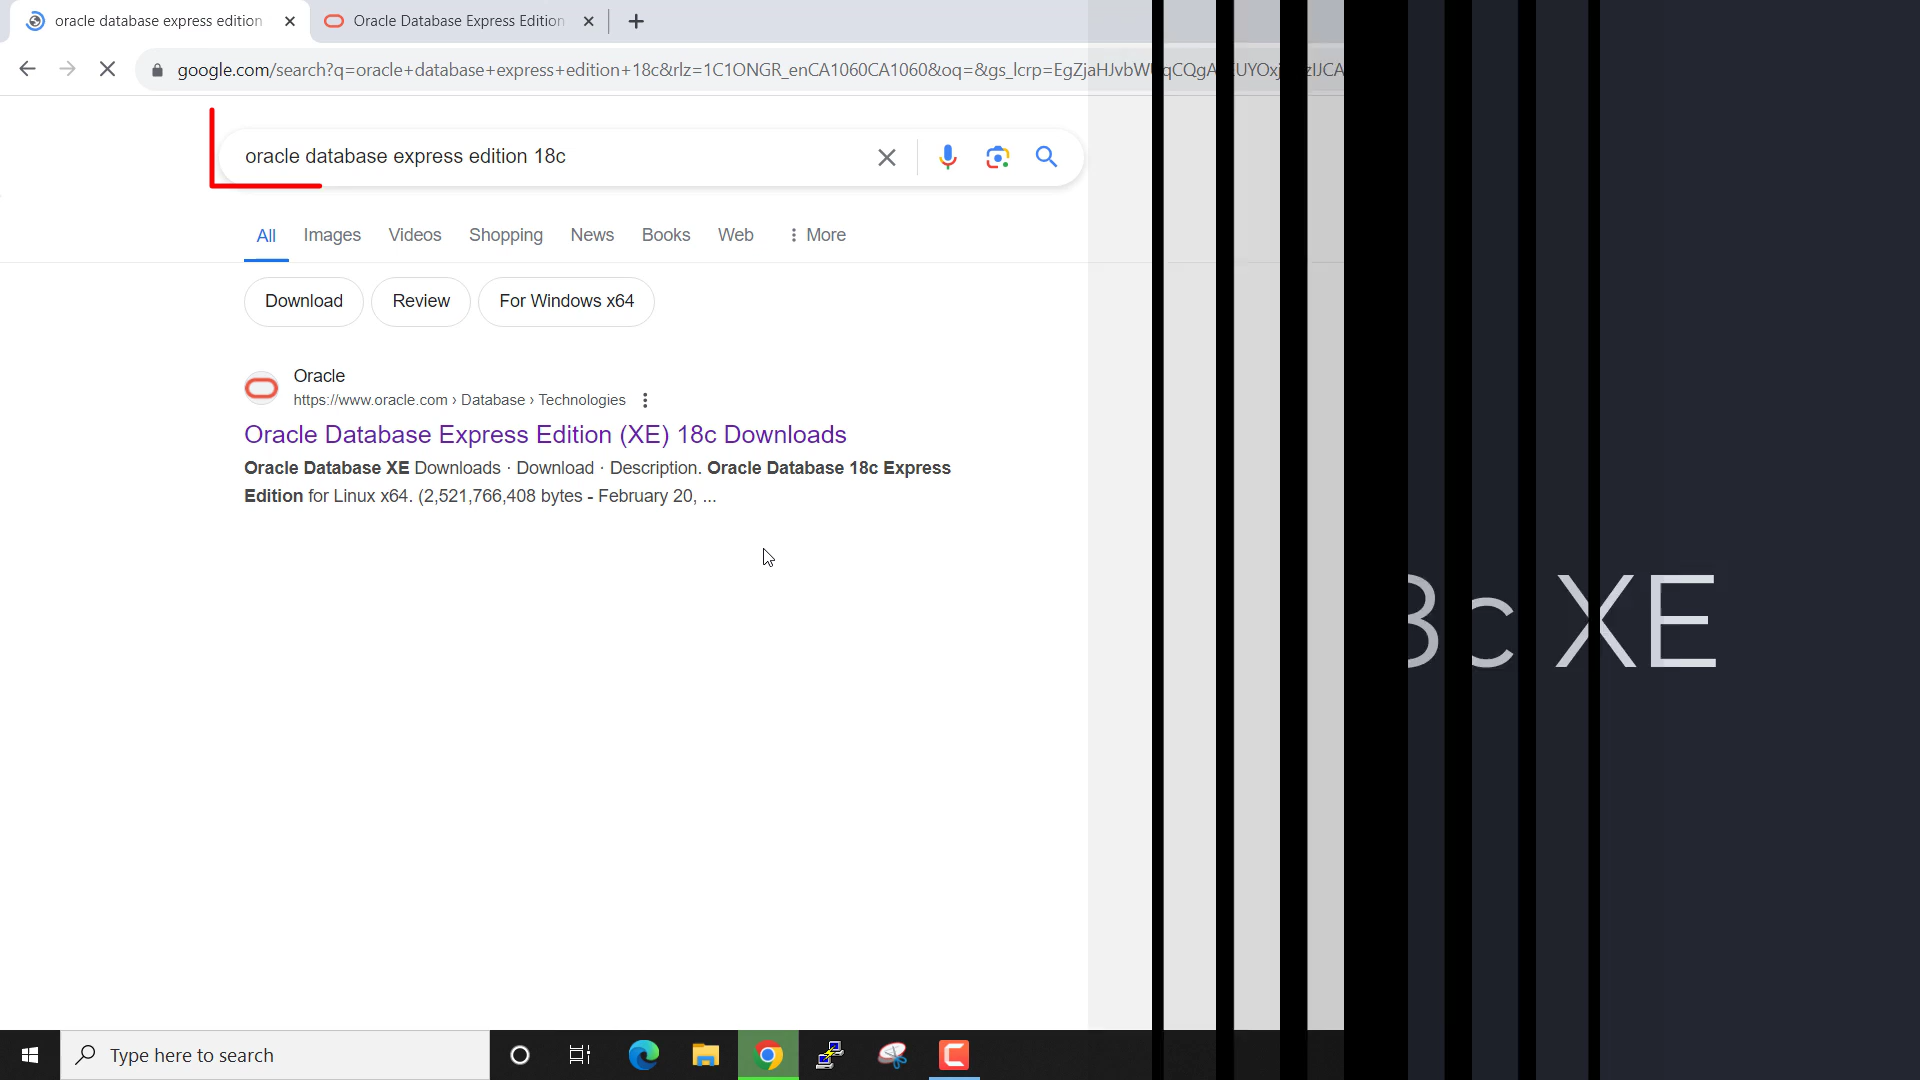 oracle database express edition
Oracle Database Express Edition
google.com/search?q=oracle+database+express+edition+18c&rlz=1C1ONGR_enCA1060CA1060&oq=&gs_lcrp=EgZjaHJvbW
oracle database express edition 18c
All Images Videos Shopping News Books Web More
Download Review For Windows x64
Oracle
https://www.oracle.com › Database › Technologies
Oracle Database Express Edition (XE) 18c Downloads
Oracle Database XE Downloads · Download · Description. Oracle Database 18c Express
Edition for Linux x64. (2,521,766,408 bytes - February 20, ...
8c XE
Type here to search